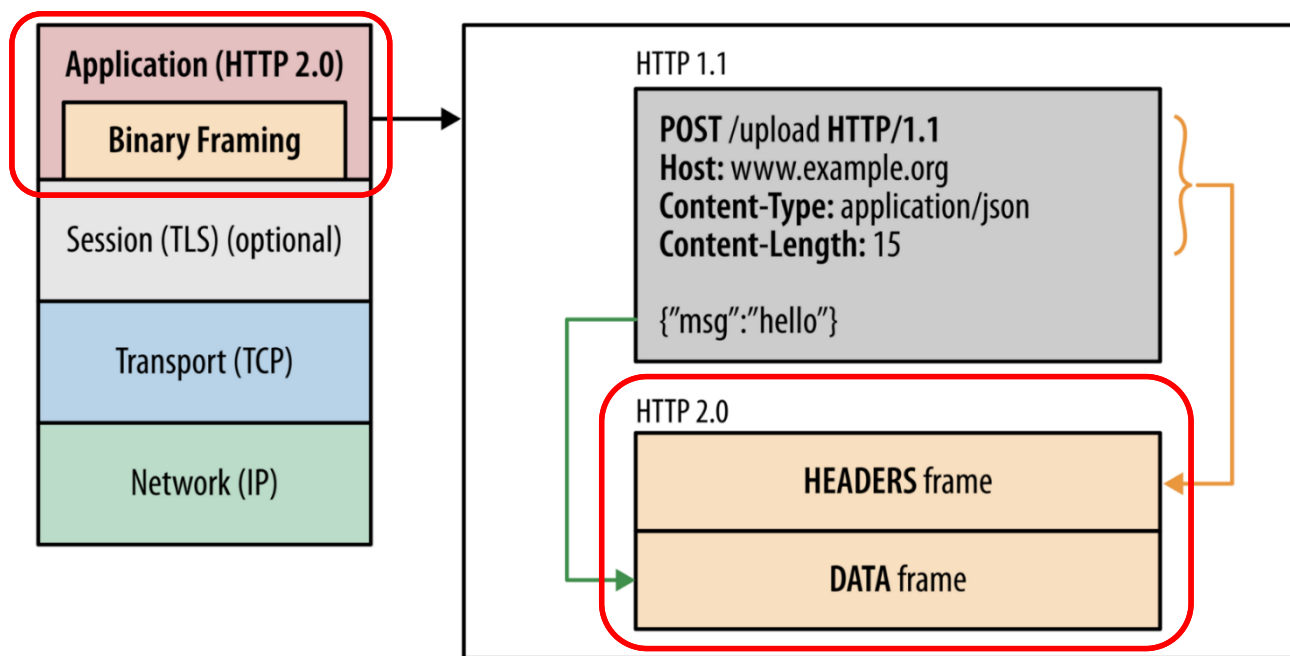 Application (HTTP 2.0)
Binary Framing
Session (TLS) (optional)
Transport (TCP)
Network (IP)
HTTP 1.1
POST /upload HTTP/1.1
Host: www.example.org
Content-Type: application/json
Content-Length: 15
{”msg”:”hello”}
HTTP 2.0
HEADERS frame
DATA frame